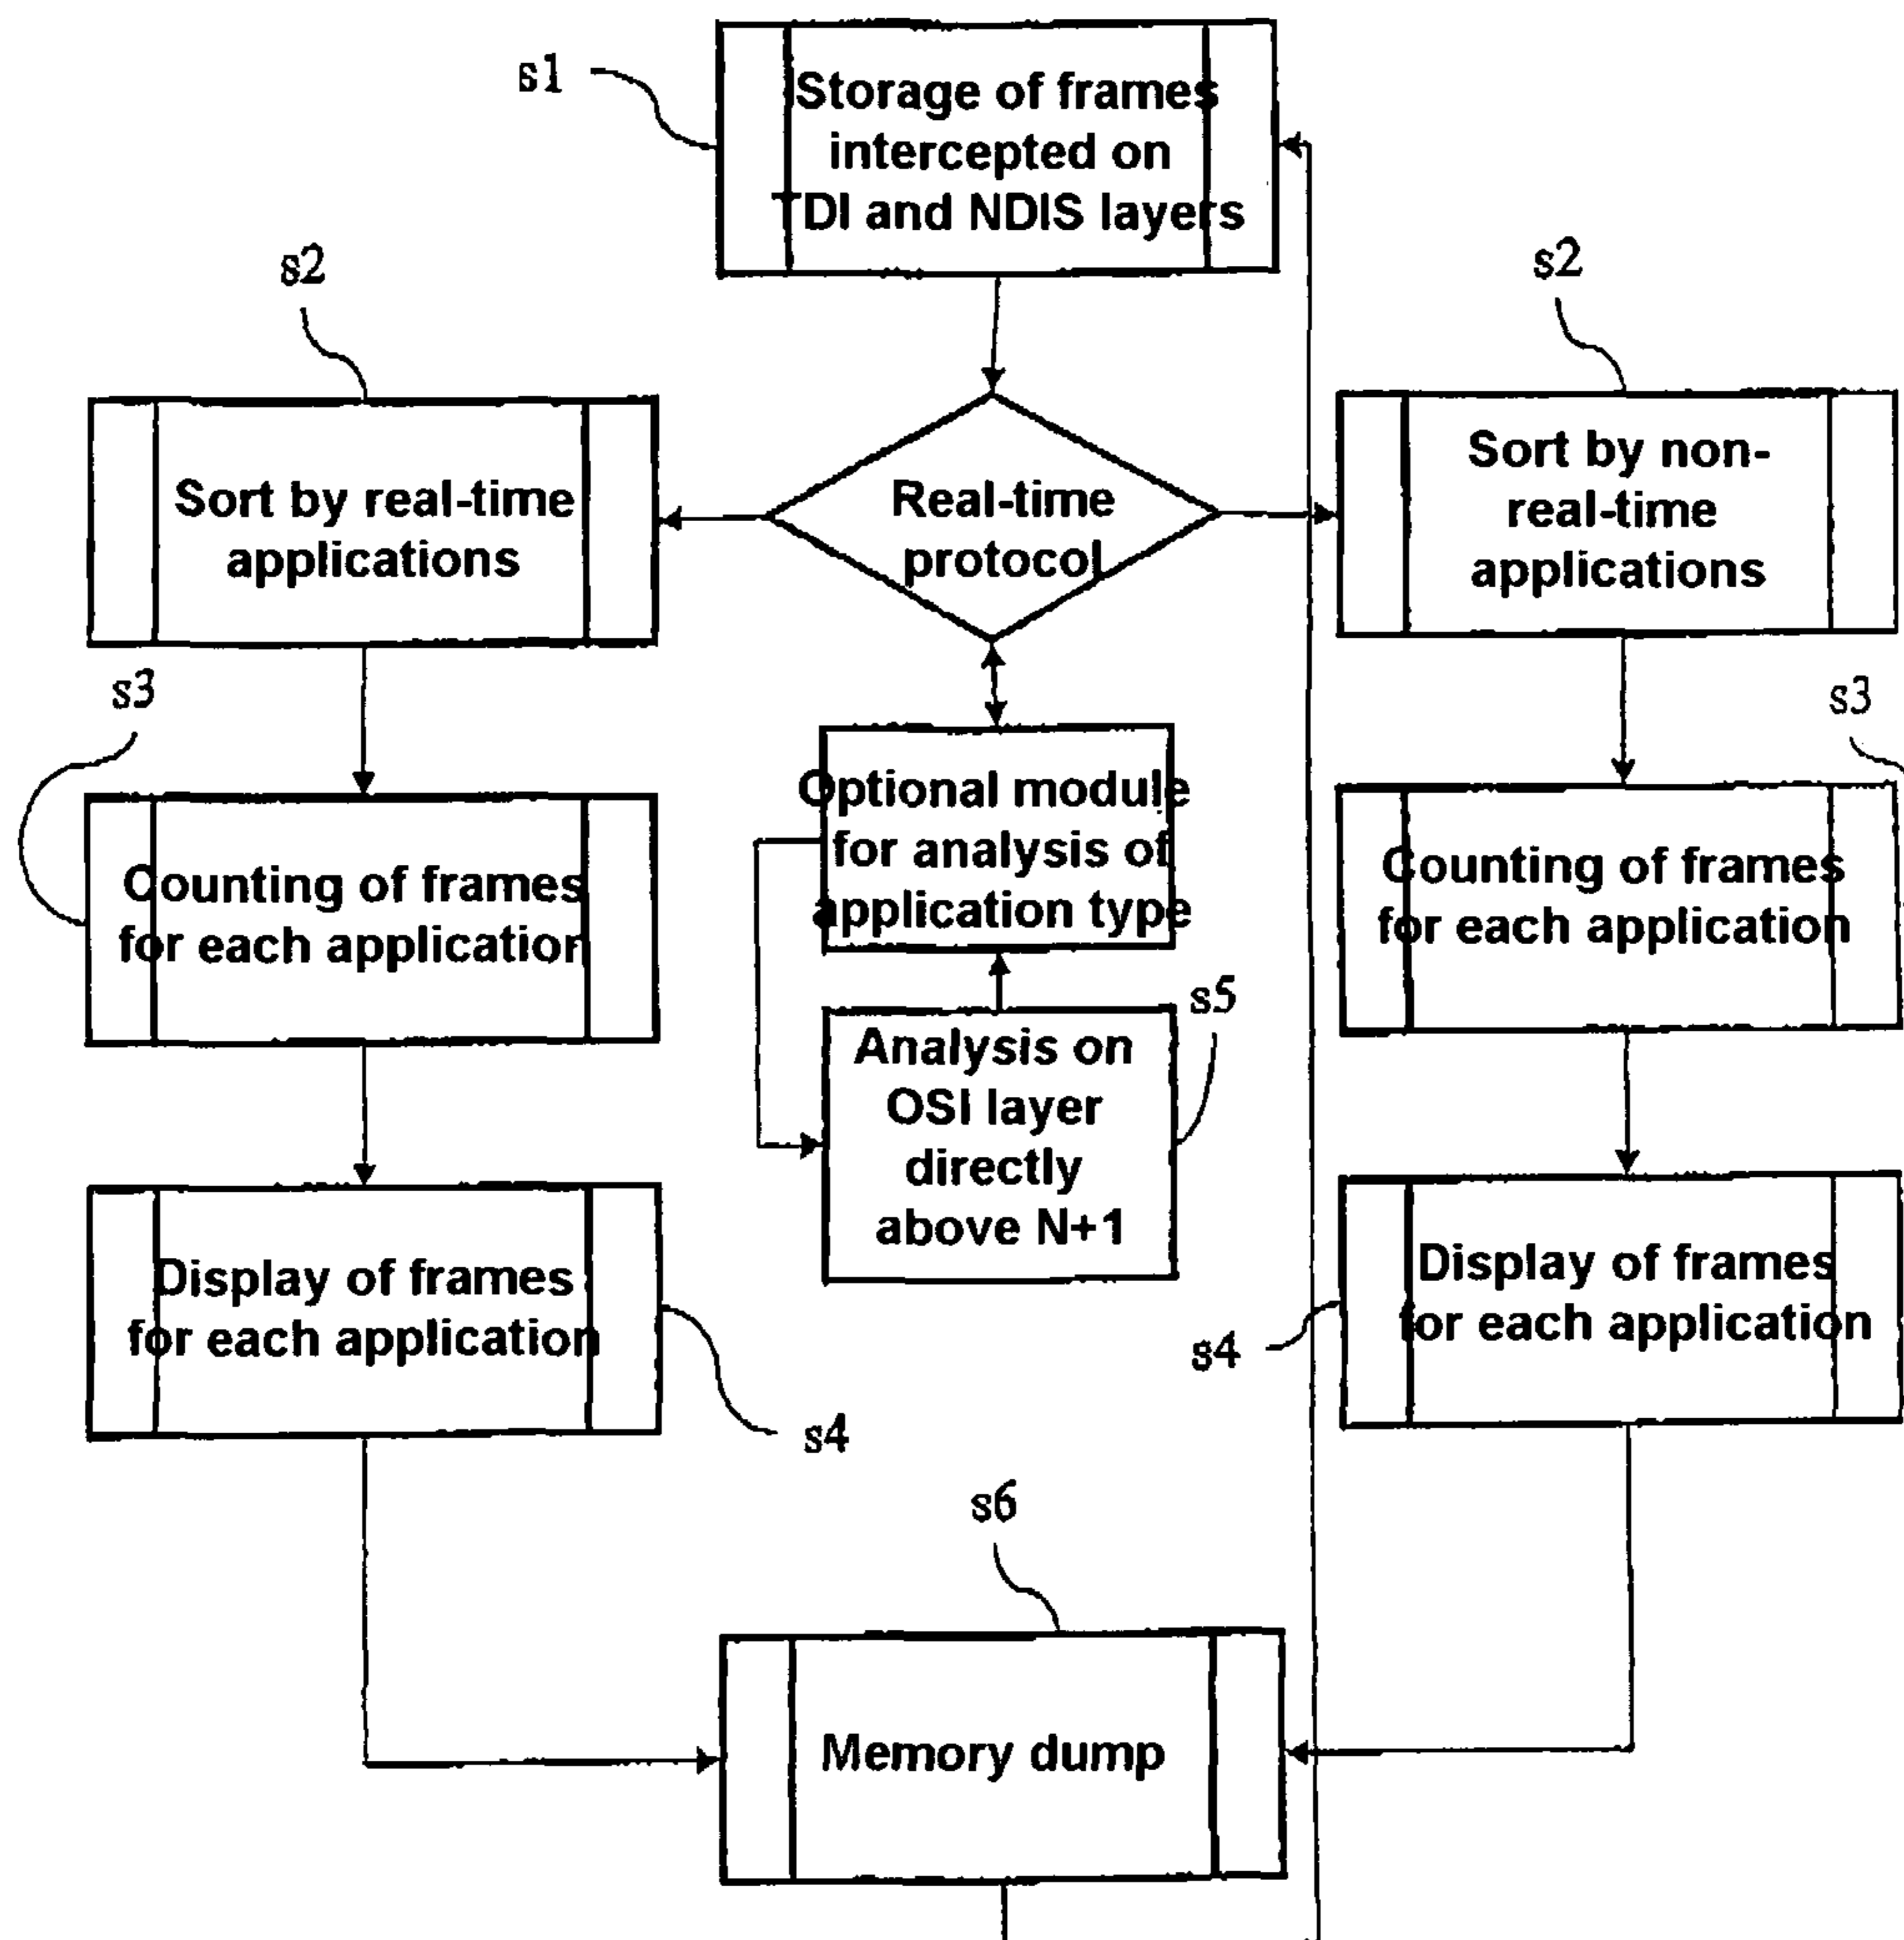 s1
Storage of frames
intercepted on
TDI and NDIS layers
s2
s2
Sort by real-time
applications
Real-time
protocol
Sort by non-
real-time
applications
s3
s3
Optional module
for analysis of
application type
Counting of frames
for each application
Counting of frames
for each application
s5
Analysis on
OSI layer
directly
above N+1
Display of frames
for each application
Display of frames
for each application
s4
s4
s6
Memory dump